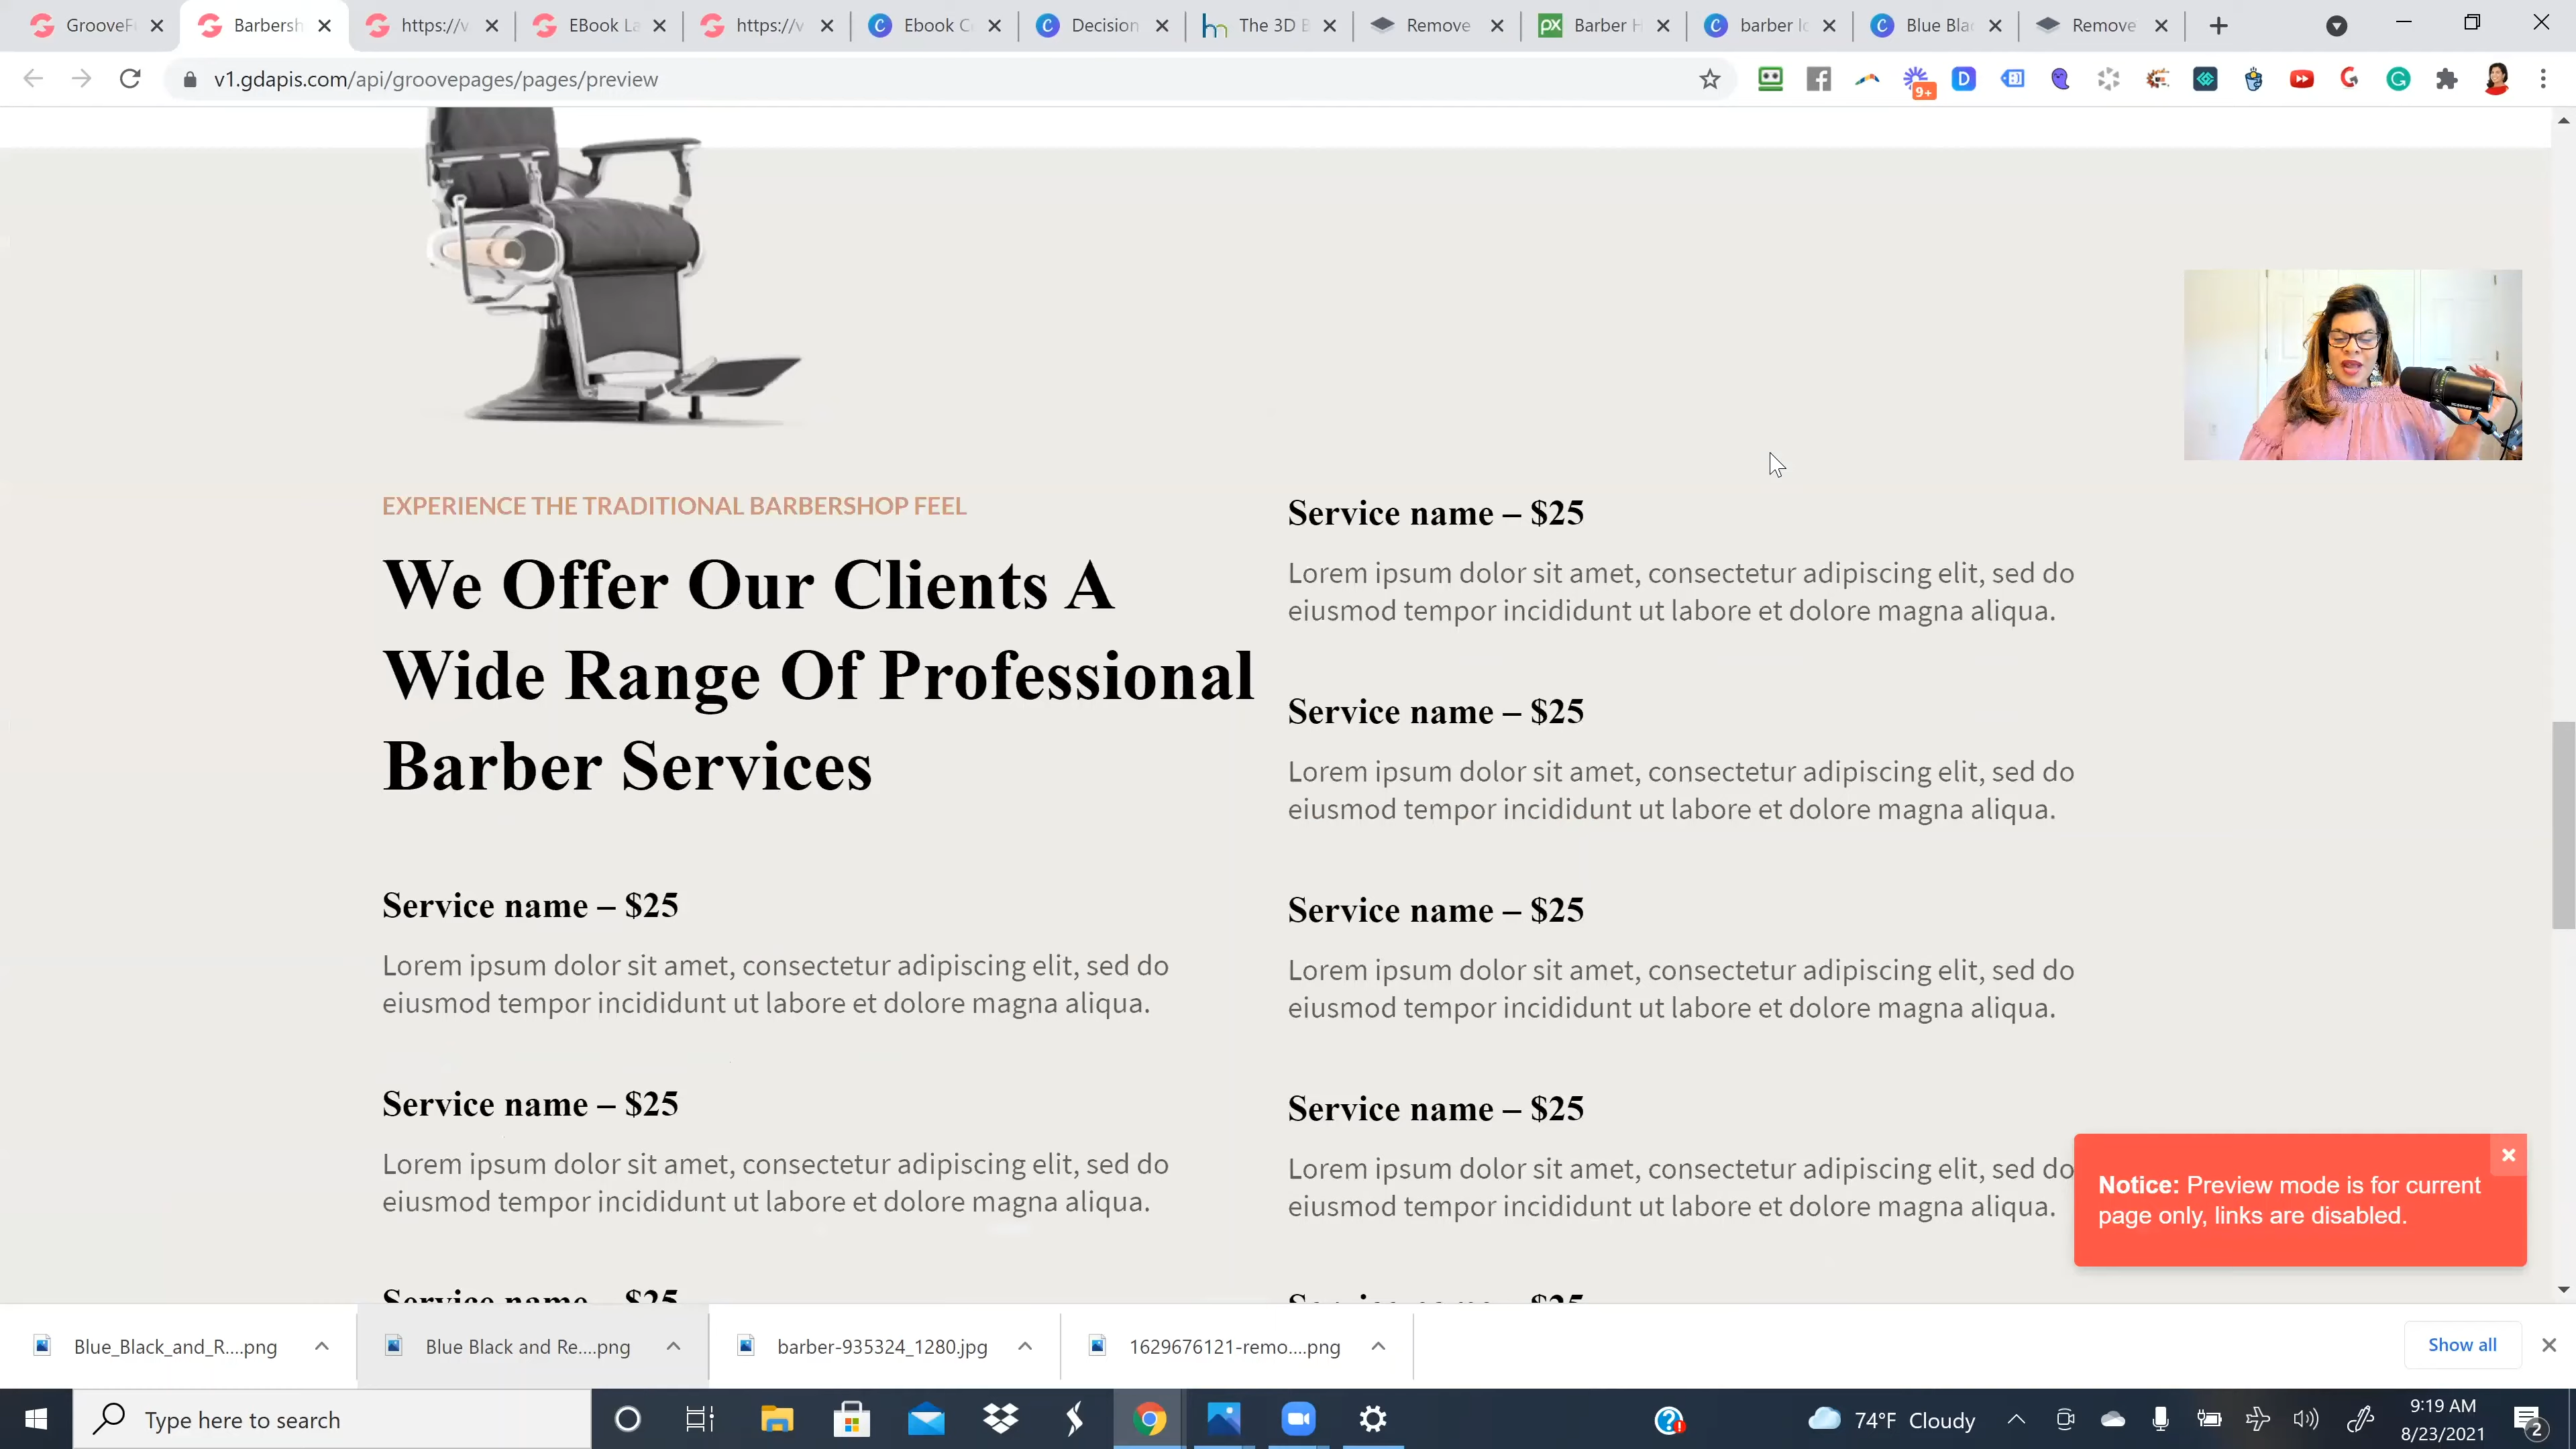 GrooveF
Barbersh
https://v
EBook La
https://v
Ebook C
Decision
The 3D B
Remove
Barber H
barber lo
Blue Blac
Remove
v1.gdapis.com/api/groovepages/pages/preview
9+
EXPERIENCE THE TRADITIONAL BARBERSHOP FEEL
We Offer Our Clients A
Wide Range Of Professional
Barber Services
Service name – $25
Lorem ipsum dolor sit amet, consectetur adipiscing elit, sed do
eiusmod tempor incididunt ut labore et dolore magna aliqua.
Service name – $25
Lorem ipsum dolor sit amet, consectetur adipiscing elit, sed do
eiusmod tempor incididunt ut labore et dolore magna aliqua.
Service name – $25
Service name – $25
Lorem ipsum dolor sit amet, consectetur adipiscing elit, sed do
eiusmod tempor incididunt ut labore et dolore magna aliqua.
Service name – $25
Lorem ipsum dolor sit amet, consectetur adipiscing elit, sed do
eiusmod tempor incididunt ut labore et dolore magna aliqua.
Service name – $25
Lorem ipsum dolor sit amet, consectetur adipiscing elit, sed do
eiusmod tempor incididunt ut labore et dolore magna aliqua.
Service name – $25
Lorem ipsum dolor sit amet, consectetur adipiscing elit, sed do
eiusmod tempor incididunt ut labore et dolore magna aliqua.
Service name – $25
Notice: Preview mode is for current
page only, links are disabled.
Blue_Black_and_R....png
Blue Black and Re....png
barber-935324_1280.jpg
1629676121-remo....png
Show all
Type here to search
74°F Cloudy
9:19 AM
8/23/2021
2